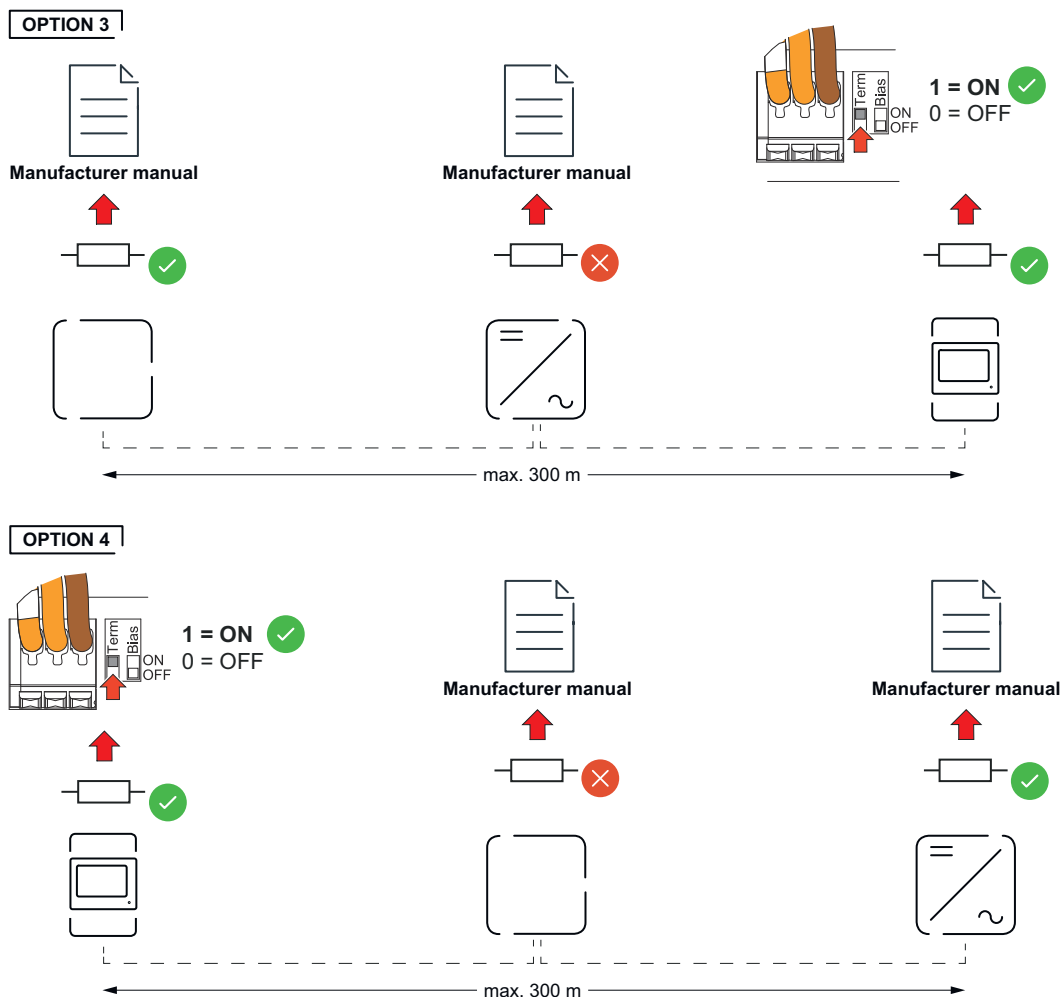 OPTION 3
Term
Bias
ON
OFF
1 = ON
0 = OFF
Manufacturer manual
Manufacturer manual
max. 300 m
OPTION 4
Term
Bias
ON
OFF
1 = ON
0 = OFF
Manufacturer manual
Manufacturer manual
max. 300 m